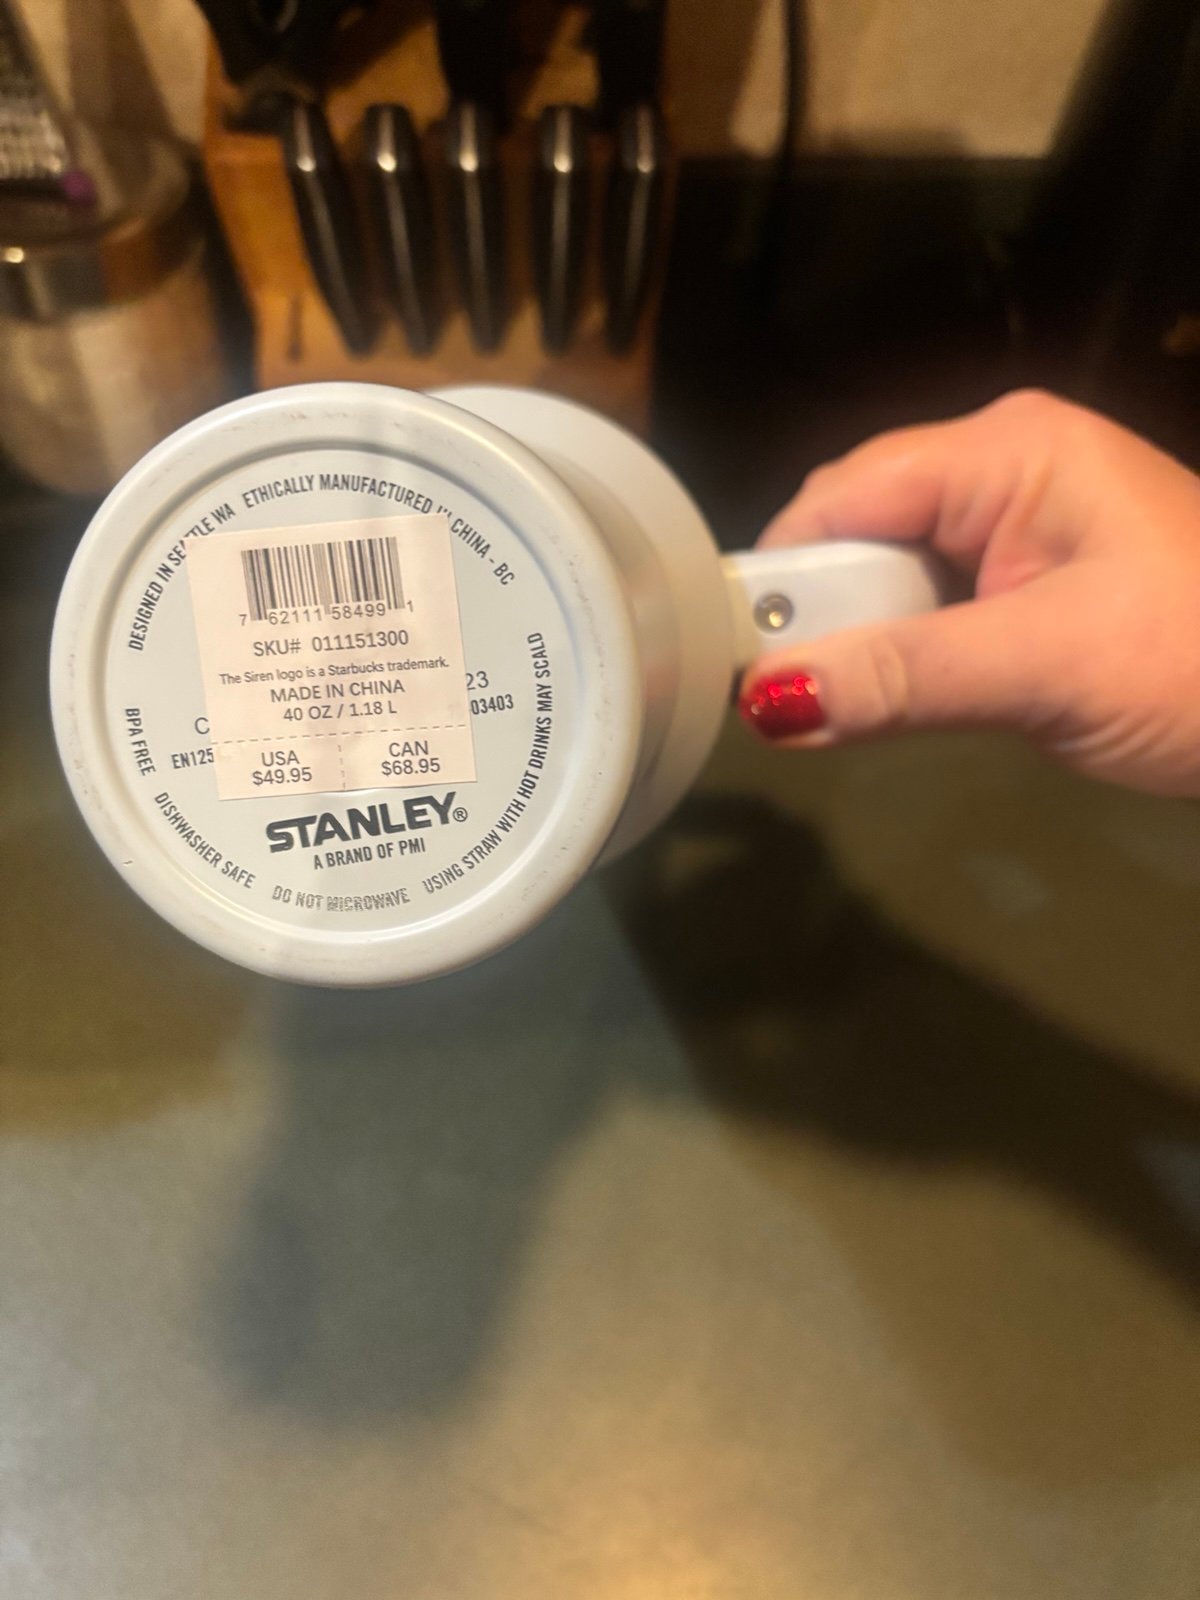 DESIGNED IN SEATTLE WA ETHICALLY MANUFACTURED IN CHINA - BC
7 62111 58499 1
SKU# 011151300
The Siren logo is a Starbucks trademark.
MADE IN CHINA
40 OZ / 1.18 L
USA
$49.95
CAN
$68.95
23
03403
C
EN125
STANLEY®
A BRAND OF PMI
BPA FREE
DISHWASHER SAFE
DO NOT MICROWAVE
USING STRAW WITH HOT DRINKS MAY SCALD